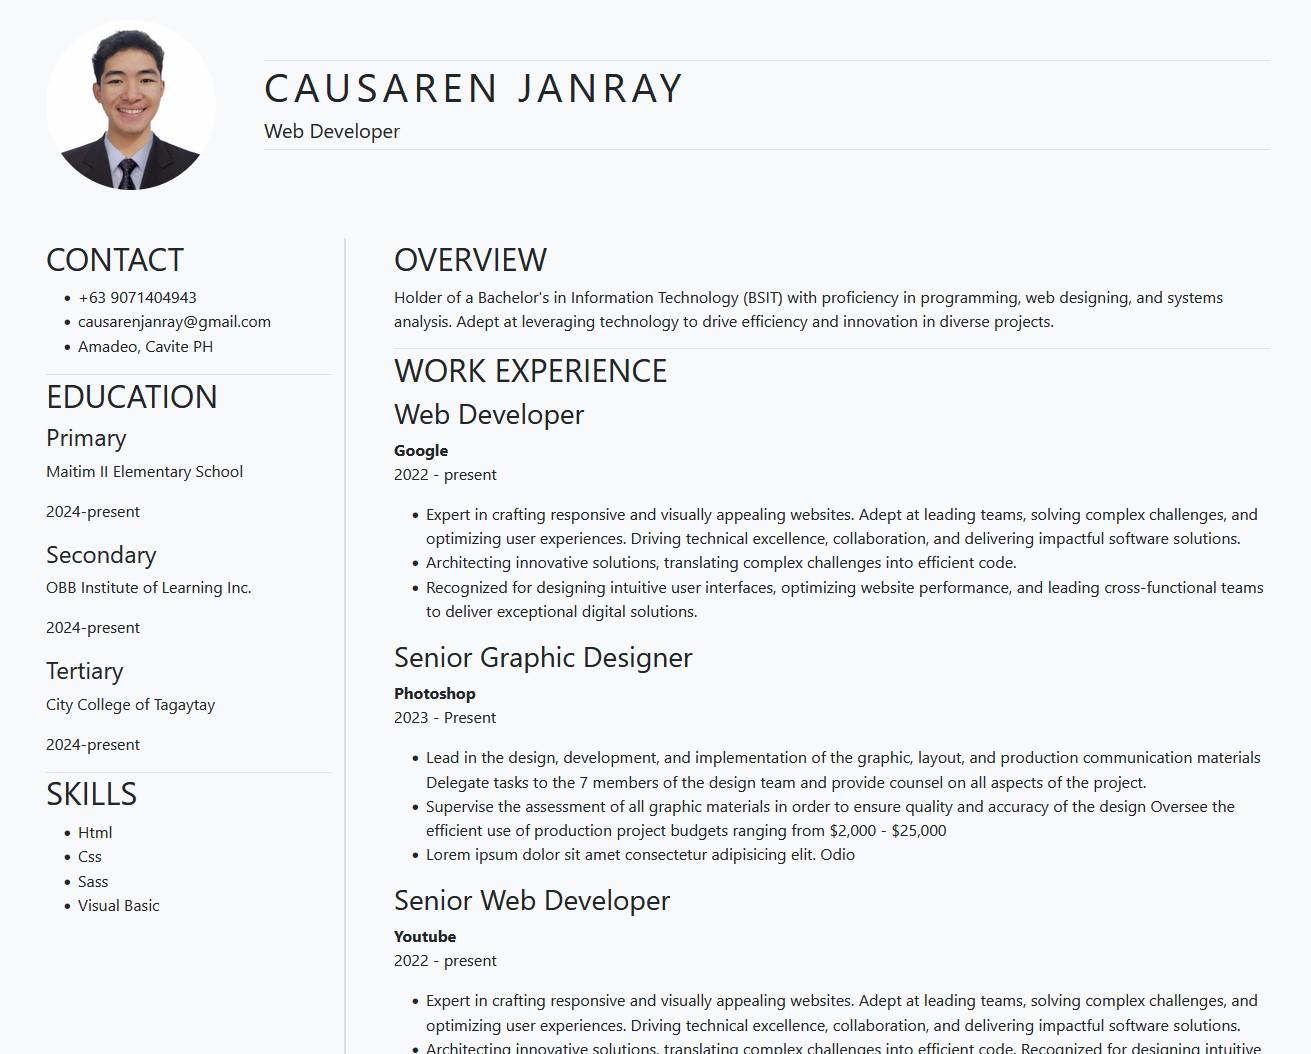 CAUSAREN JANRAY
Web Developer
CONTACT
+63 9071404943
causarenjanray@gmail.com
Amadeo, Cavite PH
EDUCATION
Primary
Maitim II Elementary School
2024-present
Secondary
OBB Institute of Learning Inc.
2024-present
Tertiary
City College of Tagaytay
2024-present
SKILLS
Html
Css
Sass
Visual Basic
OVERVIEW
Holder of a Bachelor's in Information Technology (BSIT) with proficiency in programming, web designing, and systems
analysis. Adept at leveraging technology to drive efficiency and innovation in diverse projects.
WORK EXPERIENCE
Web Developer
Google
2022 - present
Expert in crafting responsive and visually appealing websites. Adept at leading teams, solving complex challenges, and
optimizing user experiences. Driving technical excellence, collaboration, and delivering impactful software solutions.
Architecting innovative solutions, translating complex challenges into efficient code.
Recognized for designing intuitive user interfaces, optimizing website performance, and leading cross-functional teams
to deliver exceptional digital solutions.
Senior Graphic Designer
Photoshop
2023 - Present
Lead in the design, development, and implementation of the graphic, layout, and production communication materials
Delegate tasks to the 7 members of the design team and provide counsel on all aspects of the project.
Supervise the assessment of all graphic materials in order to ensure quality and accuracy of the design Oversee the
efficient use of production project budgets ranging from $2,000 - $25,000
Lorem ipsum dolor sit amet consectetur adipisicing elit. Odio
Senior Web Developer
Youtube
2022 - present
Expert in crafting responsive and visually appealing websites. Adept at leading teams, solving complex challenges, and
optimizing user experiences. Driving technical excellence, collaboration, and delivering impactful software solutions.
Architecting innovative solutions, translating complex challenges into efficient code. Recognized for designing intuitive